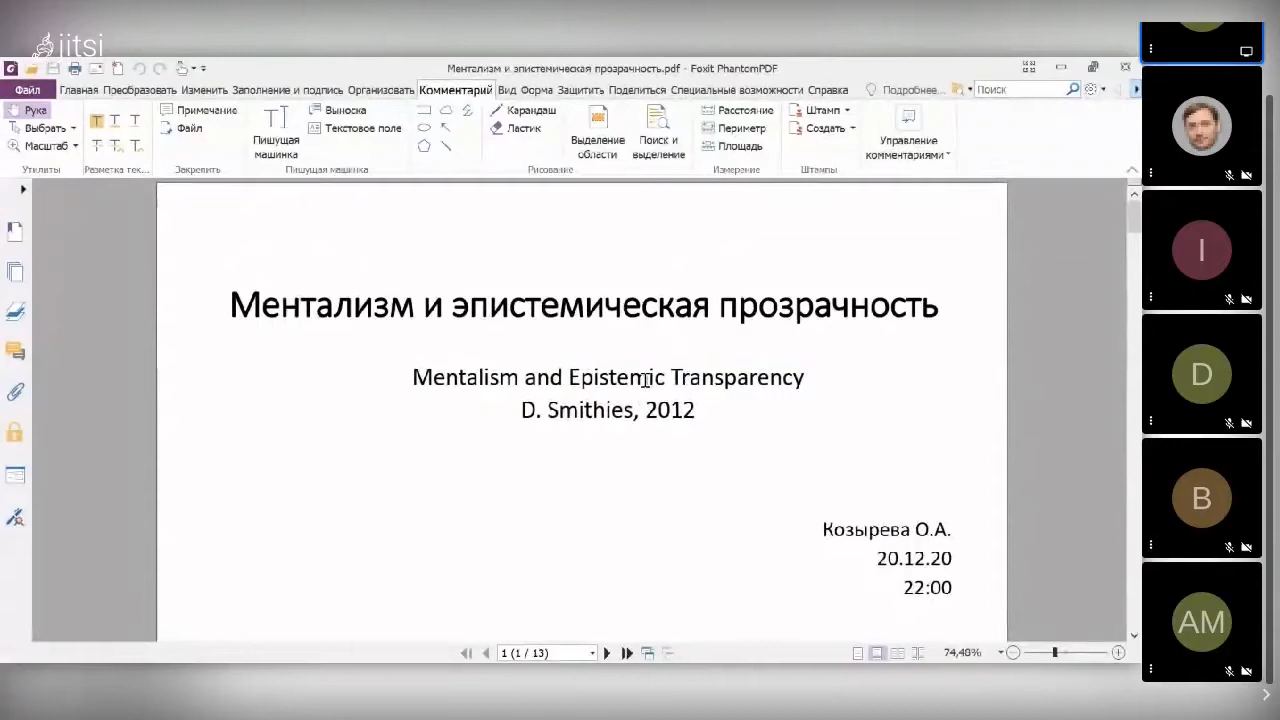 jitsi
Ментализм и эпистемическая прозрачность.pdf - Foxit PhantomPDF
Файл Главная Преобразовать Изменить Заполнение и подпись Организовать Комментарий Вид Форма Защитить Поделиться Специальные возможности Справка Подробнее... Поиск
Рука
Выбрать
Масштаб
Утилиты
Разметка тек...
Примечание
Файл
Закрепить
Пишущая
машинка
Выноска
Текстовое поле
Пишущая машинка
Карандаш
Ластик
Выделение
области
Поиск и
выделение
Рисование
Расстояние
Периметр
Площадь
Измерение
Штамп
Создать
Штампы
Управление
комментариями
Ментализм и эпистемическая прозрачность
Mentalism and Epistemic Transparency
D. Smithies, 2012
Козырева О.А.
20.12.20
22:00
1 (1 / 13)
74,48%
I
D
B
AM